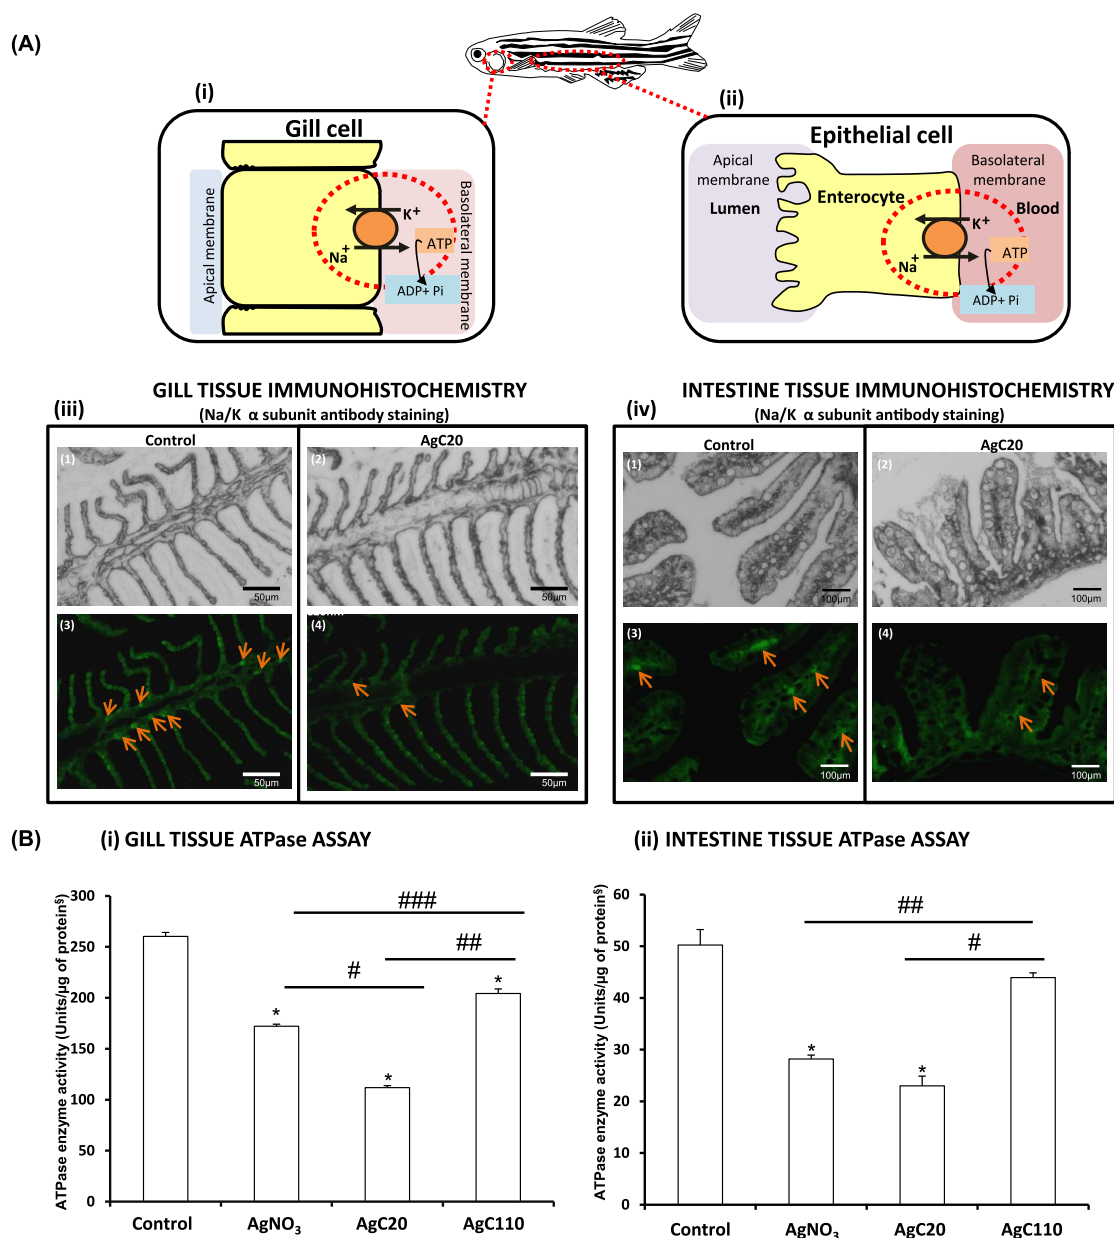 (A)
(i)
Gill cell
Apical membrane
K+
Na+
ATP
ADP+ Pi
Basolateral membrane
(ii)
Epithelial cell
Apical
membrane
Lumen
Enterocyte
Basolateral
membrane
Blood
K+
Na+
ATP
ADP+ Pi
(iii)
GILL TISSUE IMMUNOHISTOCHEMISTRY
(Na/K α subunit antibody staining)
Control
AgC20
(1)
50µm
(2)
50µm
(3)
50µm
(4)
50µm
(iv)
INTESTINE TISSUE IMMUNOHISTOCHEMISTRY
(Na/K α subunit antibody staining)
Control
AgC20
(1)
100µm
(2)
100µm
(3)
100µm
(4)
100µm
(B)
(i) GILL TISSUE ATPase ASSAY
ATPase enzyme activity (Units/µg of protein§)
300
250
200
150
100
50
0
###
##
#
*
*
*
Control
AgNO₃
AgC20
AgC110
(ii) INTESTINE TISSUE ATPase ASSAY
ATPase enzyme activity (Units/µg of protein§)
60
50
40
30
20
10
0
##
#
*
*
Control
AgNO₃
AgC20
AgC110